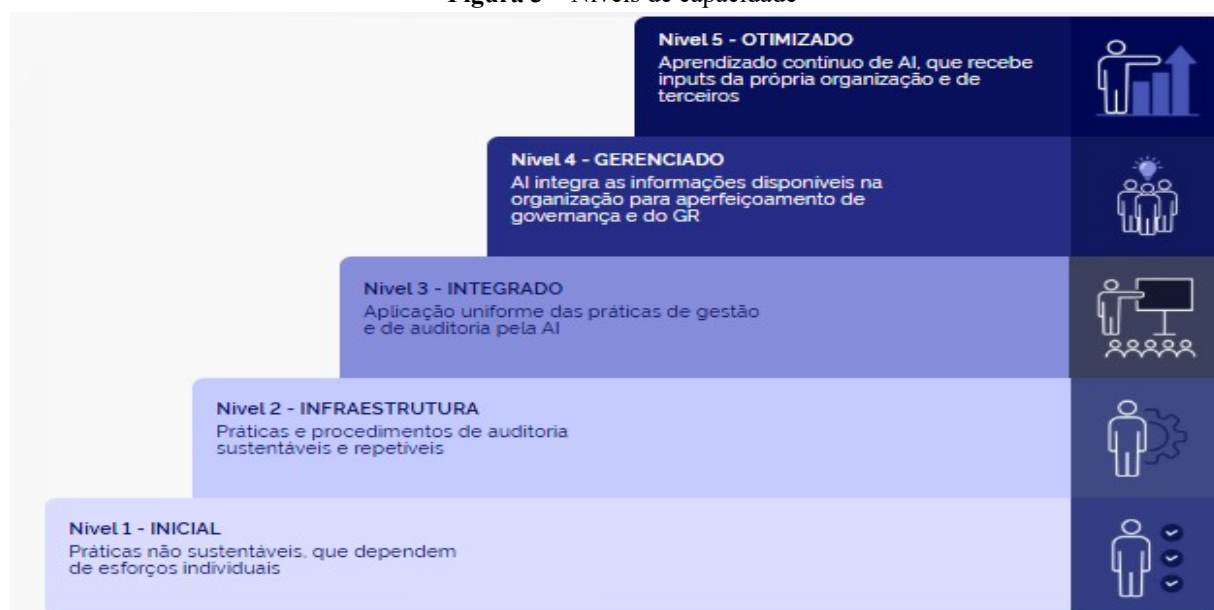 Níveis de capacidade
Nível 5 - OTIMIZADO
Aprendizado contínuo de AI, que recebe
inputs da própria organização e de
terceiros
Nível 4 - GERENCIADO
AI integra as informações disponíveis na
organização para aperfeiçoamento de
governança e do GR
Nível 3 - INTEGRADO
Aplicação uniforme das práticas de gestão
e de auditoria pela AI
Nível 2 - INFRAESTRUTURA
Práticas e procedimentos de auditoria
sustentáveis e repetíveis
Nível 1 - INICIAL
Práticas não sustentáveis, que dependem
de esforços individuais